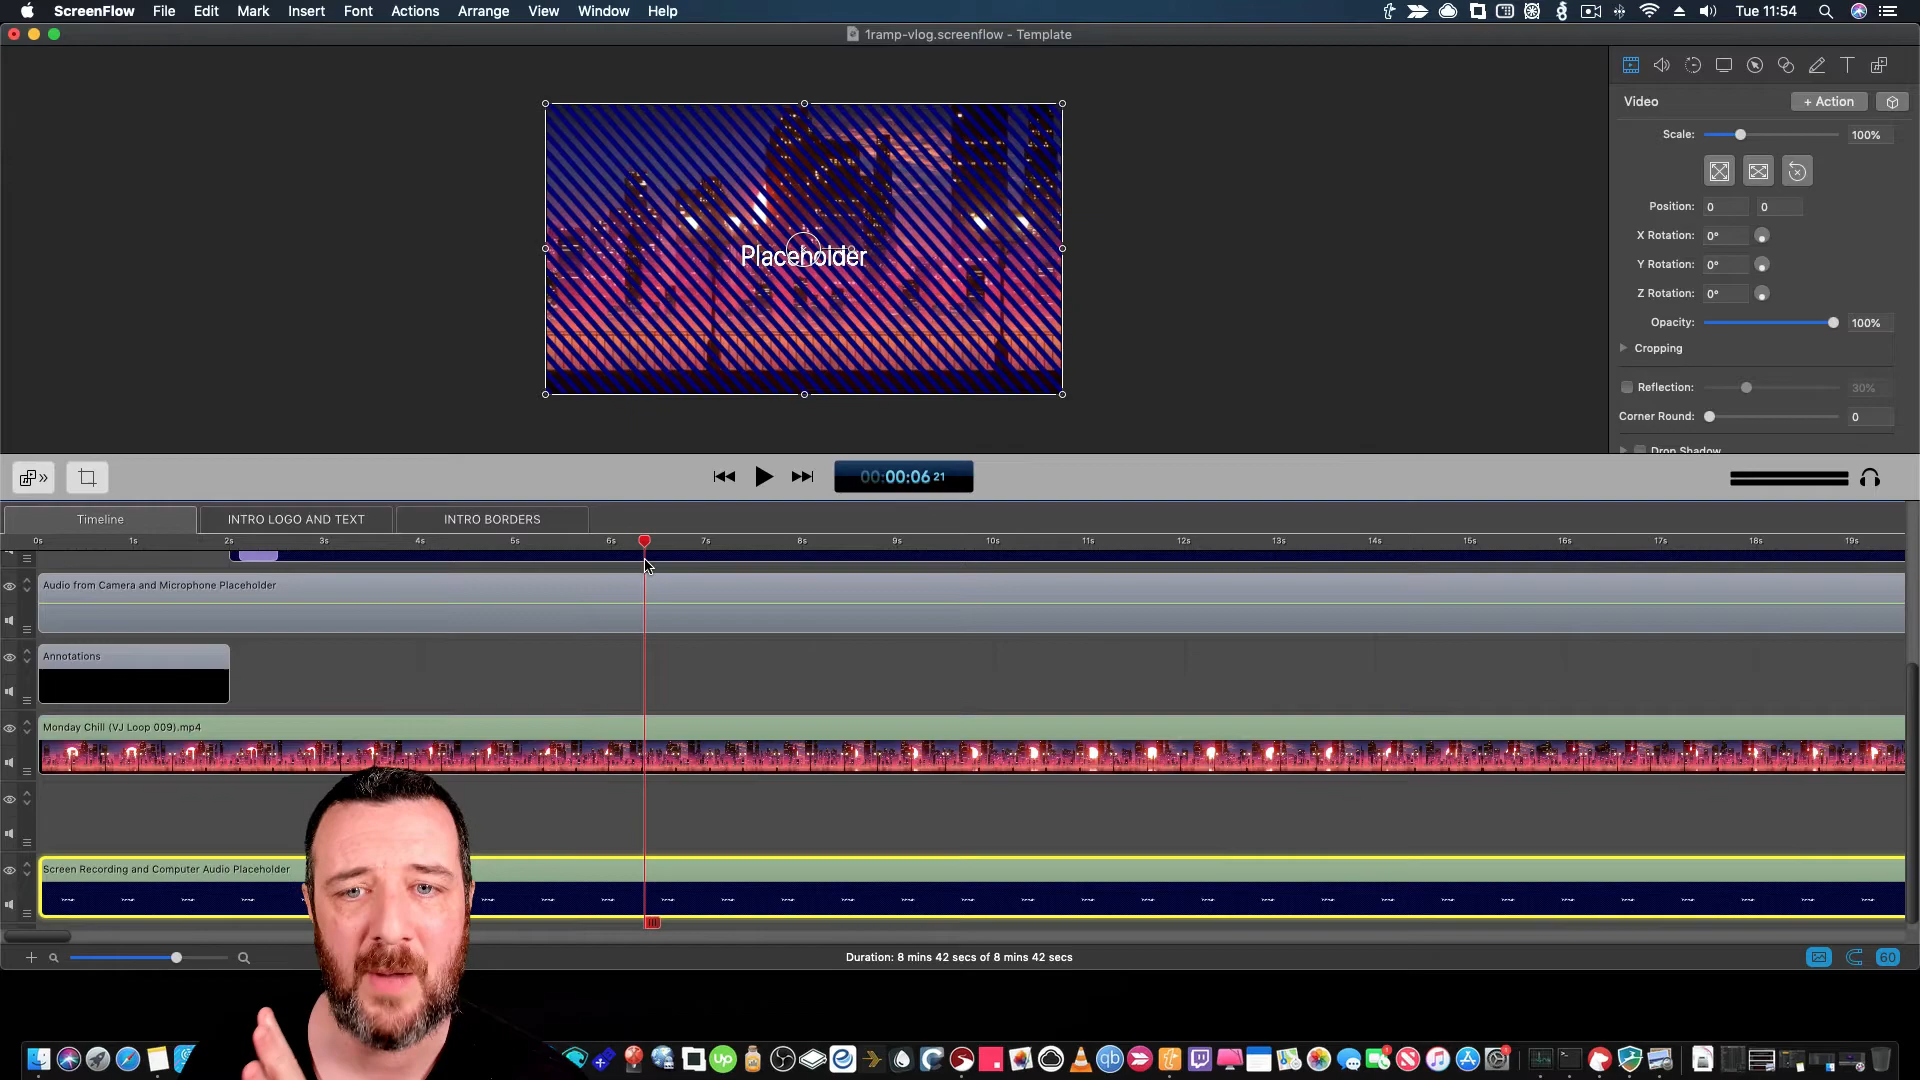 ScreenFlow File Edit Mark Insert Font Actions Arrange View Window Help
Tue 11:54
1ramp-vlog.screenflow - Template
Video
+ Action
Scale: 100%
Position: 0 0
X Rotation: 0°
Y Rotation: 0°
Z Rotation: 0°
Opacity: 100%
Cropping
Reflection: 30%
Corner Round: 0
Drop Shadow
Placeholder
00:00:06 21
Timeline
INTRO LOGO AND TEXT
INTRO BORDERS
0s 1s 2s 3s 4s 5s 6s 7s 8s 9s 10s 11s 12s 13s 14s 15s 16s 17s 18s 19s
Audio from Camera and Microphone Placeholder
Annotations
Monday Chill (VJ Loop 009).mp4
Screen Recording and Computer Audio Placeholder
Duration: 8 mins 42 secs of 8 mins 42 secs
60
up
qb